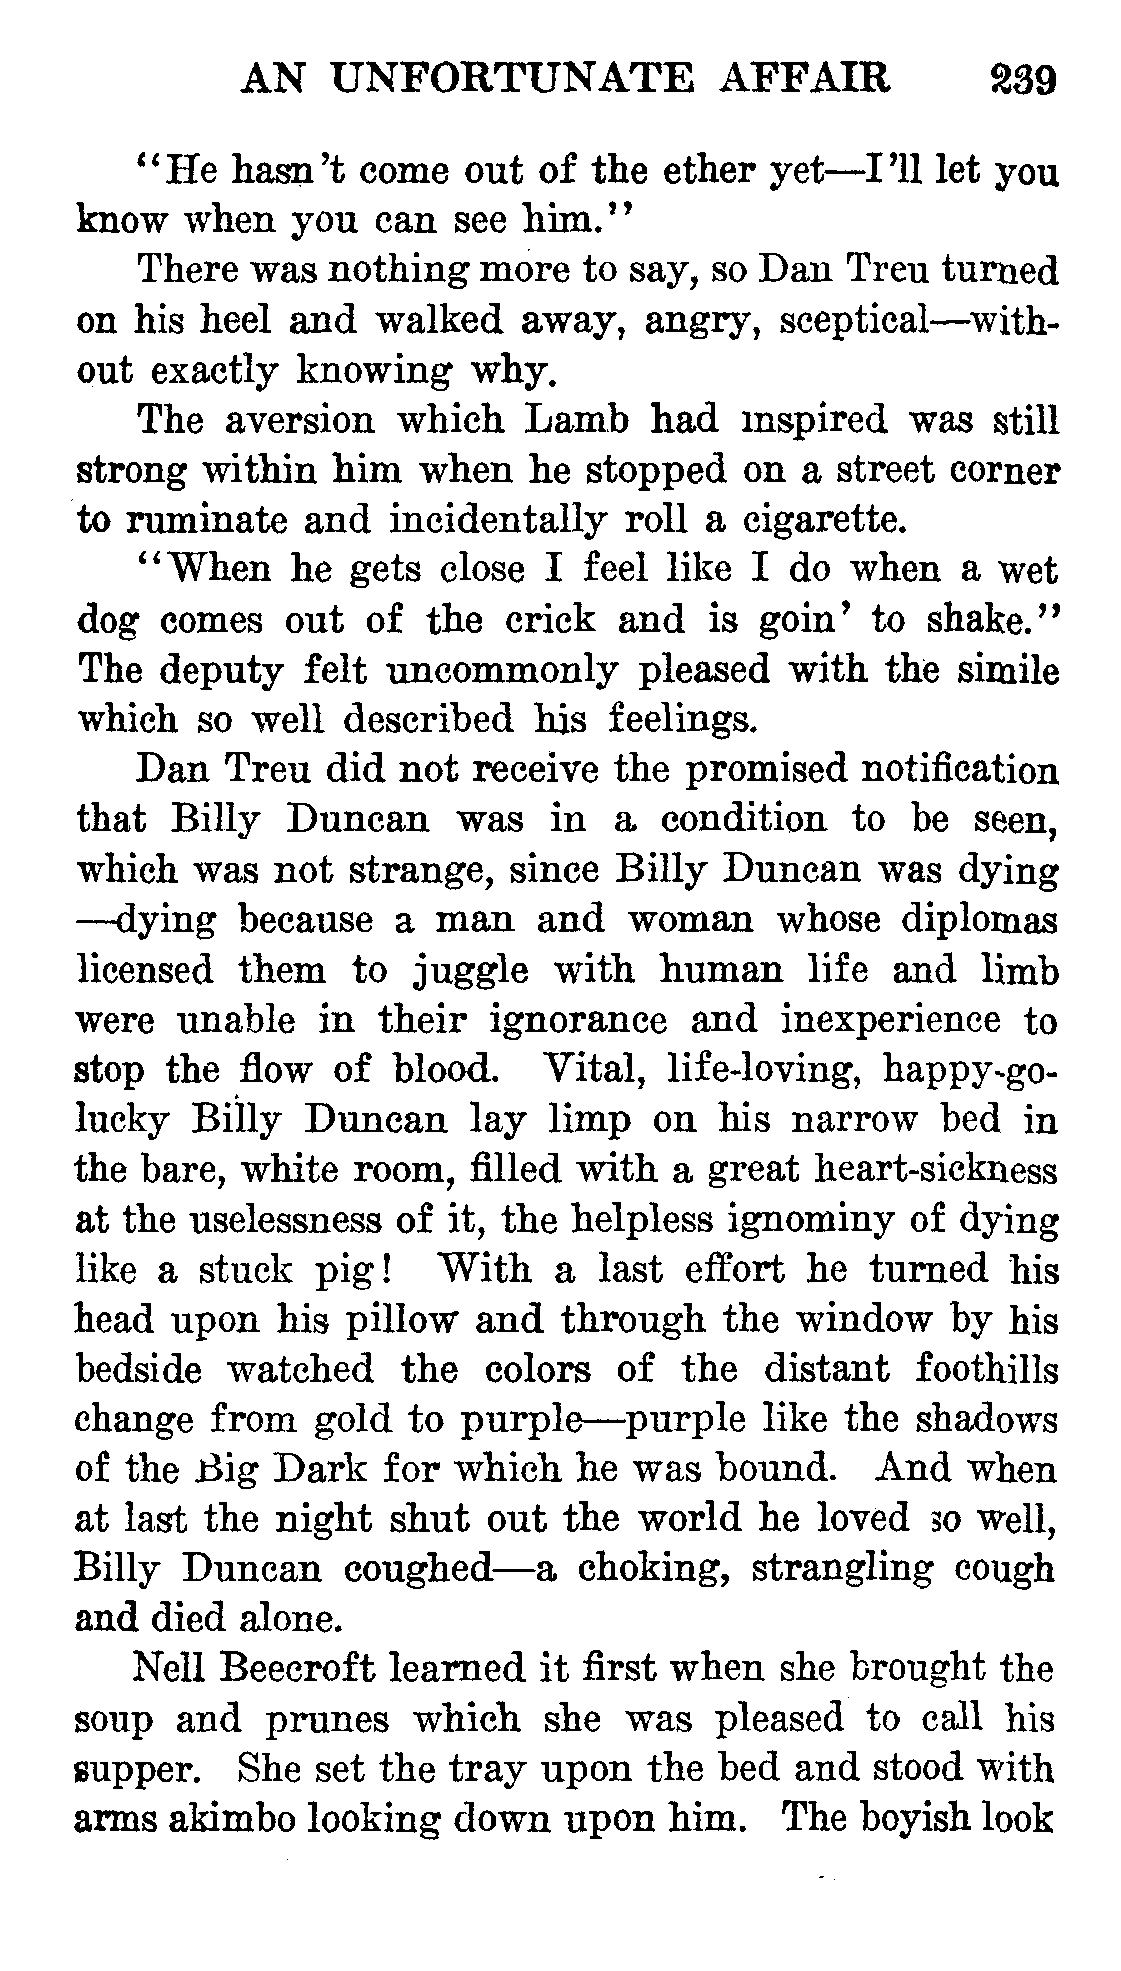 AN UNFORTUNATE AFFAIR 239
"He hasn't come out of the ether yet—I'll let you
know when you can see him."
There was nothing more to say, so Dan Treu turned
on his heel and walked away, angry, sceptical—with-
out exactly knowing why.
The aversion which Lamb had inspired was still
strong within him when he stopped on a street corner
to ruminate and incidentally roll a cigarette.
"When he gets close I feel like I do when a wet
dog comes out of the crick and is goin' to shake."
The deputy felt uncommonly pleased with the simile
which so well described his feelings.
Dan Treu did not receive the promised notification
that Billy Duncan was in a condition to be seen,
which was not strange, since Billy Duncan was dying
—dying because a man and woman whose diplomas
licensed them to juggle with human life and limb
were unable in their ignorance and inexperience to
stop the flow of blood. Vital, life-loving, happy-go-
lucky Billy Duncan lay limp on his narrow bed in
the bare, white room, filled with a great heart-sickness
at the uselessness of it, the helpless ignominy of dying
like a stuck pig! With a last effort he turned his
head upon his pillow and through the window by his
bedside watched the colors of the distant foothills
change from gold to purple—purple like the shadows
of the Big Dark for which he was bound. And when
at last the night shut out the world he loved so well,
Billy Duncan coughed—a choking, strangling cough
and died alone.
Nell Beecroft learned it first when she brought the
soup and prunes which she was pleased to call his
supper. She set the tray upon the bed and stood with
arms akimbo looking down upon him. The boyish look